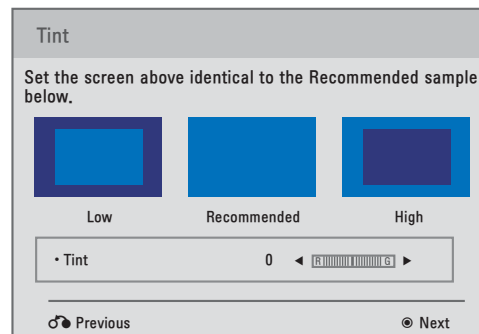 Tint
Set the screen above identical to the Recommended sample
below.
Low Recommended High
• Tint 0 ◄ R G ►
Previous ◉ Next